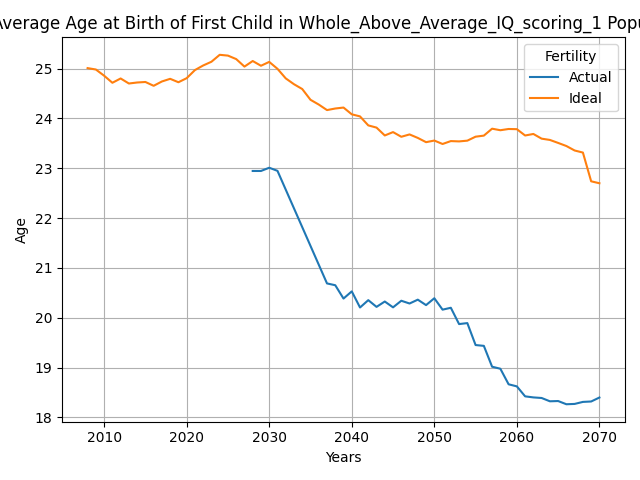 Average Age at Birth of First Child in Whole_Above_Average_IQ_scoring_1
Fertility
Actual
Ideal
25
24
23
22
21
20
19
18
Age
2010 2020 2030 2040 2050 2060 2070
Years